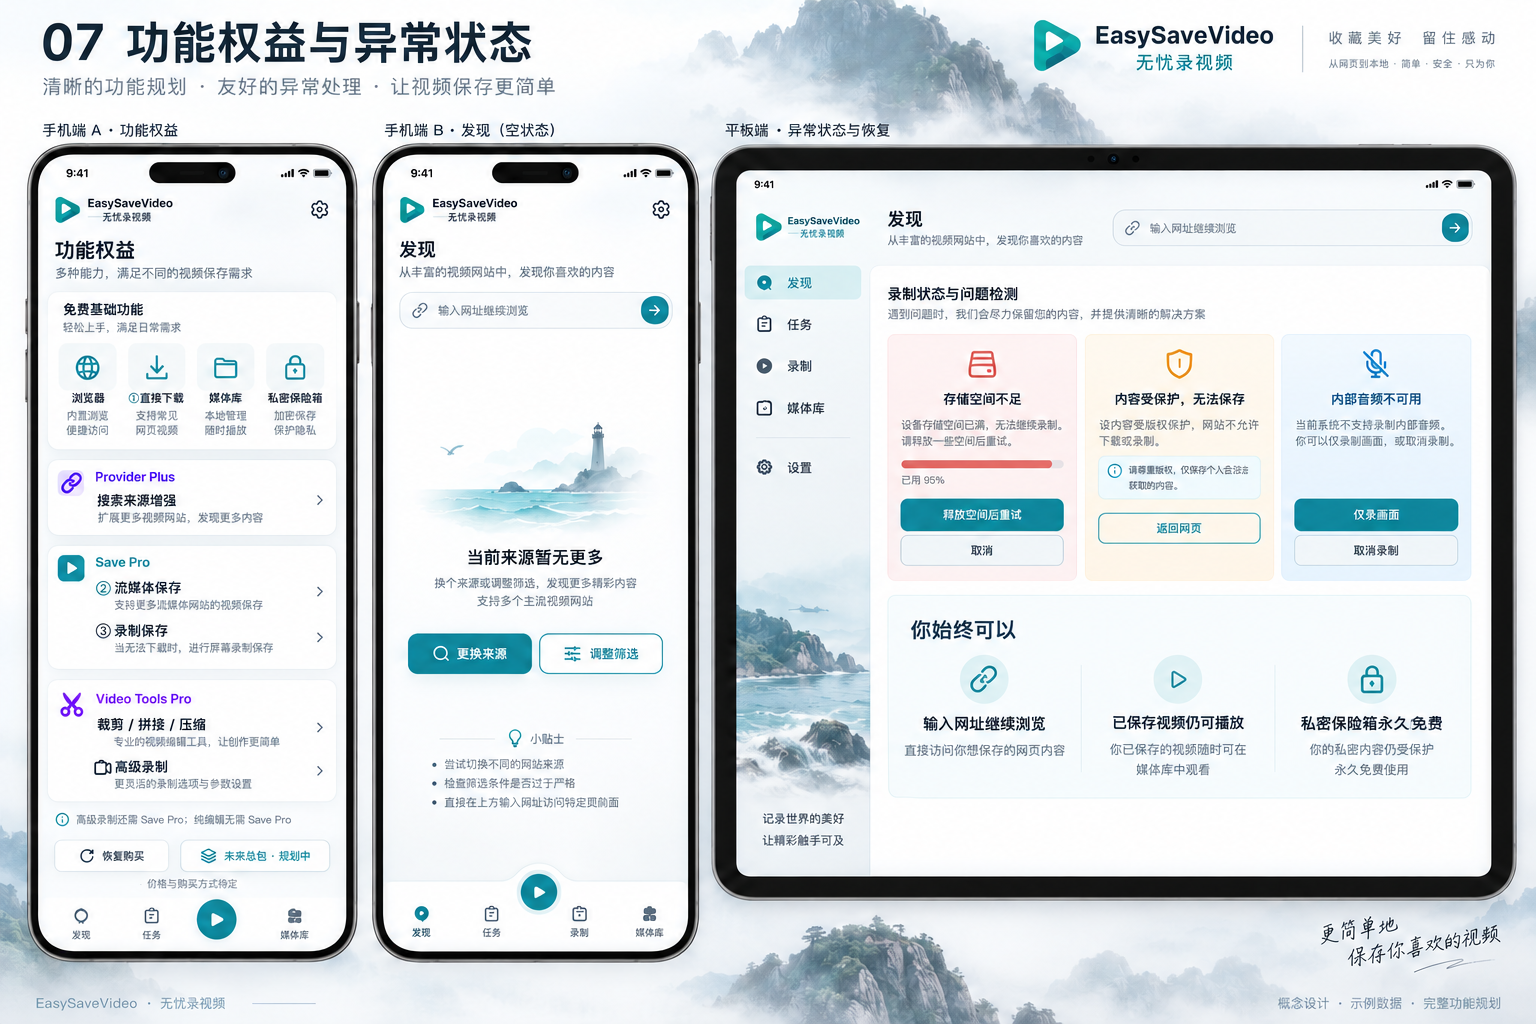 07 功能权益与异常状态
清晰的功能规划 · 友好的异常处理 · 让视频保存更简单
EasySaveVideo
无忧录视频
收藏美好 留住感动
从网页到本地 · 简单 · 安全 · 只为你
手机端 A · 功能权益
9:41
EasySaveVideo
无忧录视频
功能权益
多种能力，满足不同的视频保存需求
免费基础功能
轻松上手，满足日常需求
浏览器
内置浏览
便捷访问
①直接下载
支持常见
网页视频
媒体库
本地管理
随时播放
私密保险箱
加密保存
保护隐私
Provider Plus
搜索来源增强
扩展更多视频网站，发现更多内容
Save Pro
② 流媒体保存
支持更多流媒体网站的视频保存
③ 录制保存
当无法下载时，进行屏幕录制保存
Video Tools Pro
裁剪 / 拼接 / 压缩
专业的视频编辑工具，让创作更简单
高级录制
更灵活的录制选项与参数设置
高级录制还需 Save Pro；纯编辑无需 Save Pro
恢复购买
未来总包 · 规划中
价格与购买方式待定
发现
任务
媒体库
手机端 B · 发现（空状态）
9:41
EasySaveVideo
无忧录视频
发现
从丰富的视频网站中，发现你喜欢的内容
输入网址继续浏览
当前来源暂无更多
换个来源或调整筛选，发现更多精彩内容
支持多个主流视频网站
更换来源
调整筛选
小贴士
• 尝试切换不同的网站来源
• 检查筛选条件是否过于严格
• 直接在上方输入网址访问特定页面
发现
任务
录制
媒体库
平板端 · 异常状态与恢复
9:41
EasySaveVideo
无忧录视频
发现
任务
录制
媒体库
设置
记录世界的美好
让精彩触手可及
发现
从丰富的视频网站中，发现你喜欢的内容
输入网址继续浏览
录制状态与问题检测
遇到问题时，我们会尽力保留您的内容，并提供清晰的解决方案
存储空间不足
设备存储空间已满，无法继续录制。
请释放一些空间后重试。
已用 95%
释放空间后重试
取消
内容受保护，无法保存
该内容受版权保护，网站不允许
下载或录制。
请尊重版权，仅保存个人合法
获取的内容。
返回网页
内部音频不可用
当前系统不支持录制内部音频。
你可以仅录制画面，或取消录制。
仅录画面
取消录制
你始终可以
输入网址继续浏览
直接访问你想保存的网页内容
已保存视频仍可播放
你已保存的视频随时可在
媒体库中观看
私密保险箱永久免费
你的私密内容仍受保护
永久免费使用
更简单地
保存你喜欢的视频
EasySaveVideo · 无忧录视频
概念设计 · 示例数据 · 完整功能规划